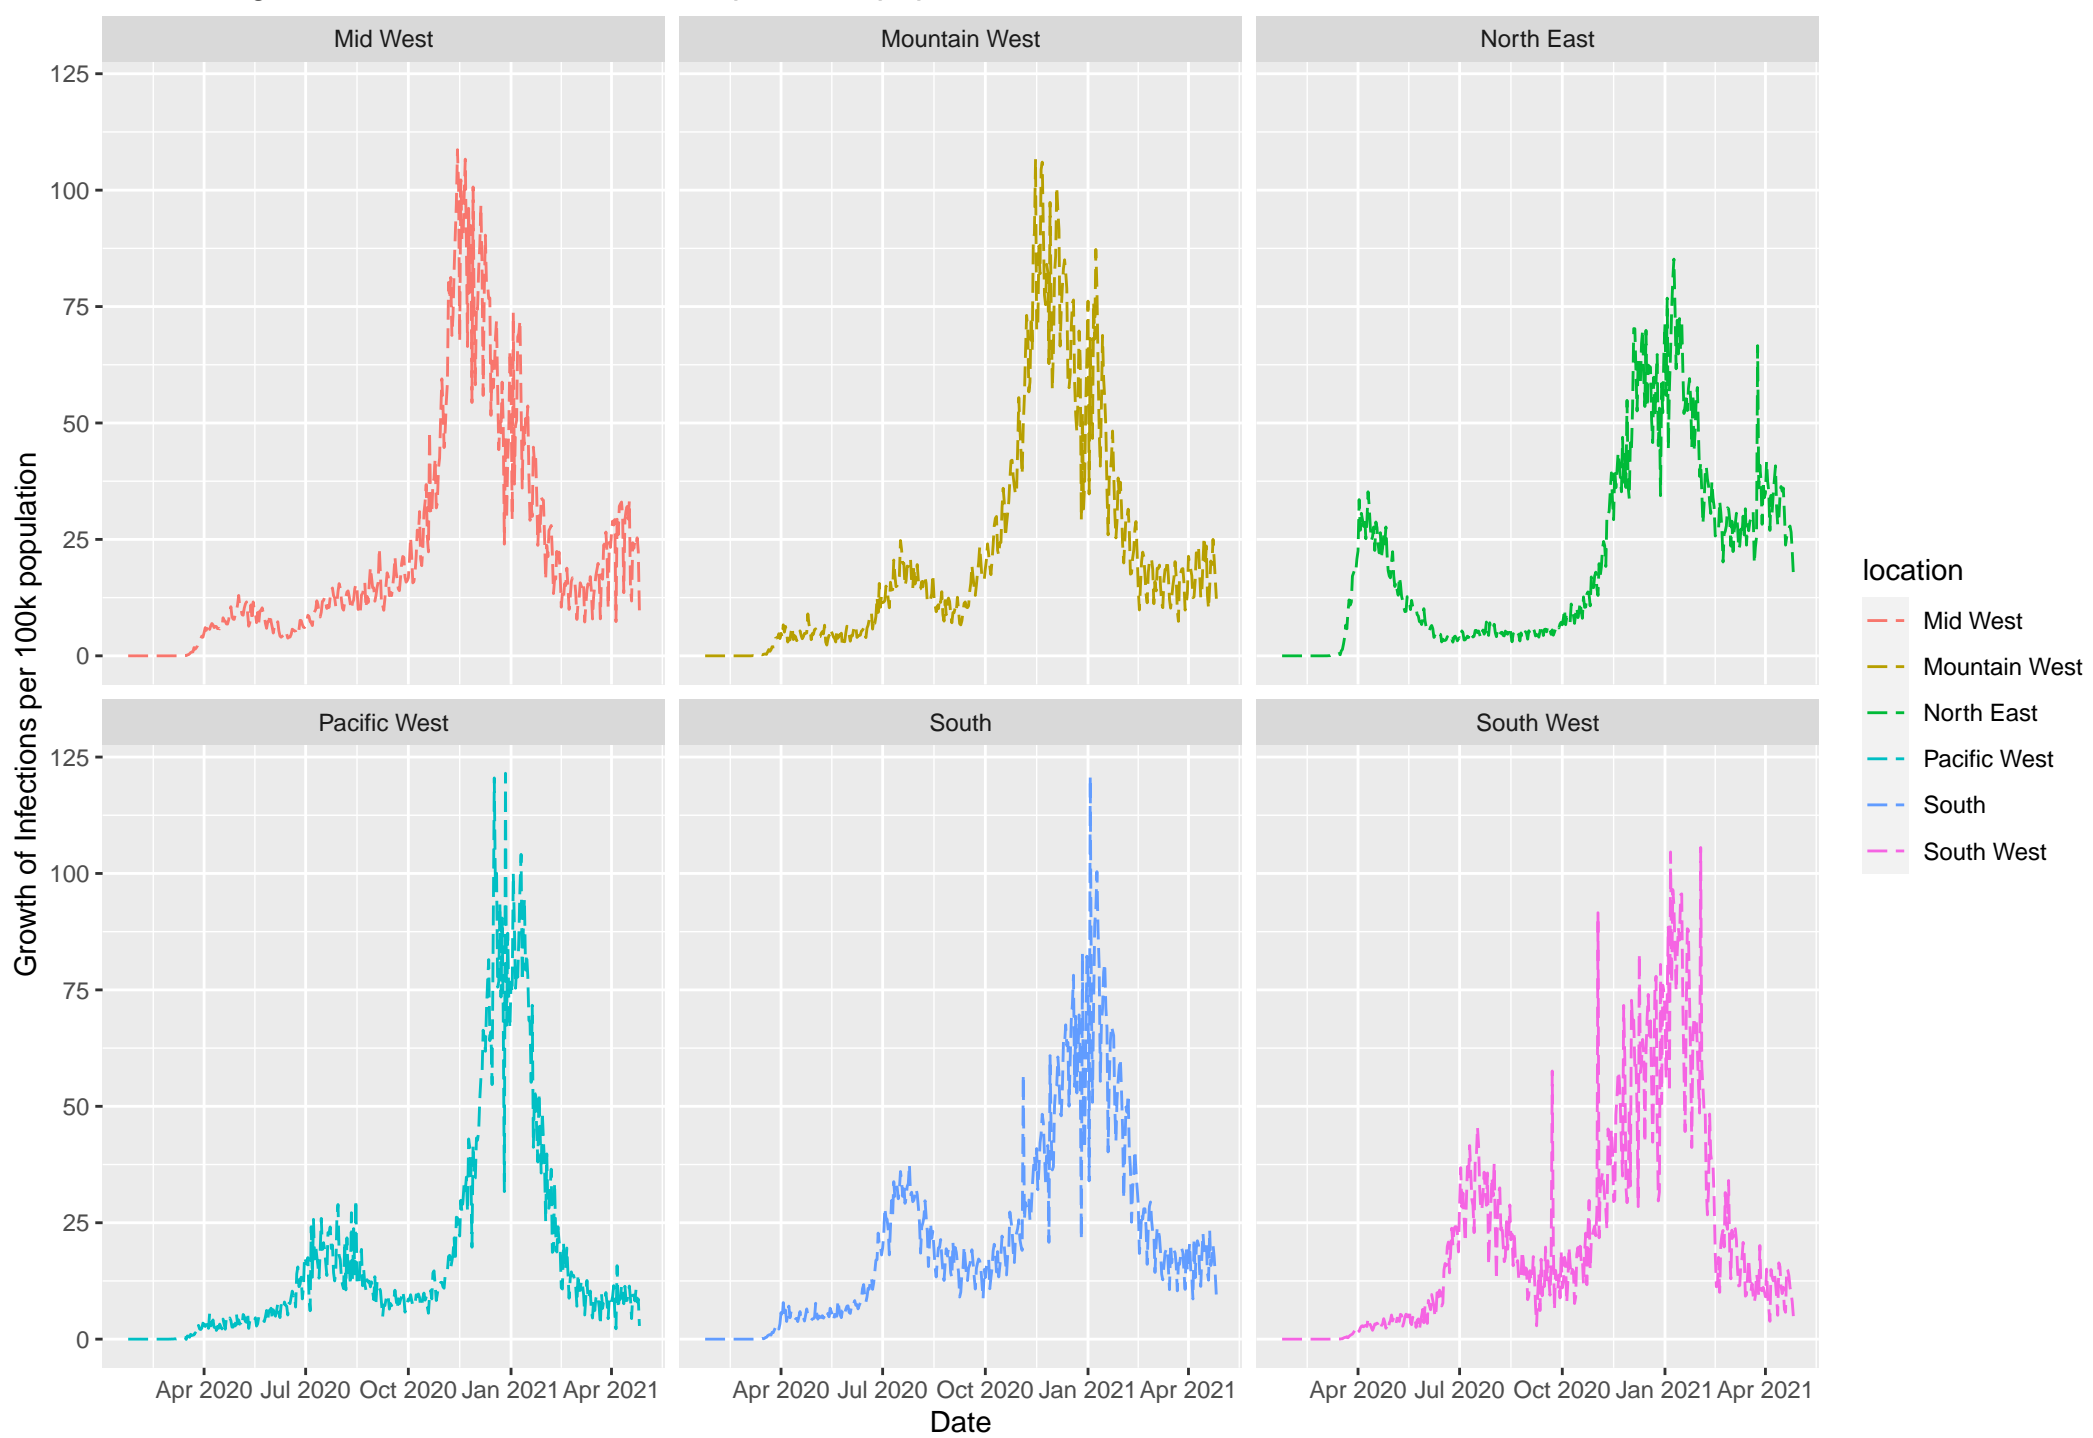 Mid West
Mountain West
North East
125
100
75
50
25
0
Pacific West
South
South West
125
100
75
50
25
0
Apr 2020 Jul 2020 Oct 2020 Jan 2021 Apr 2021
Apr 2020 Jul 2020 Oct 2020 Jan 2021 Apr 2021
Apr 2020 Jul 2020 Oct 2020 Jan 2021 Apr 2021
Date
Growth of Infections per 100k population
location
Mid West
Mountain West
North East
Pacific West
South
South West